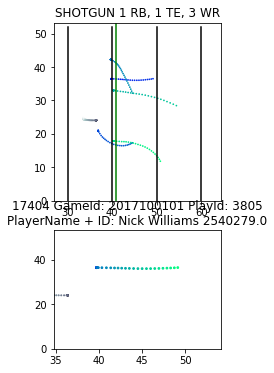 SHOTGUN 1 RB, 1 TE, 3 WR
50
40
30
20
10
0
30 40 50 60
17404 GameId: 2017100101 PlayId: 3805
PlayerName + ID: Nick Williams 2540279.0
40
20
0
35 40 45 50